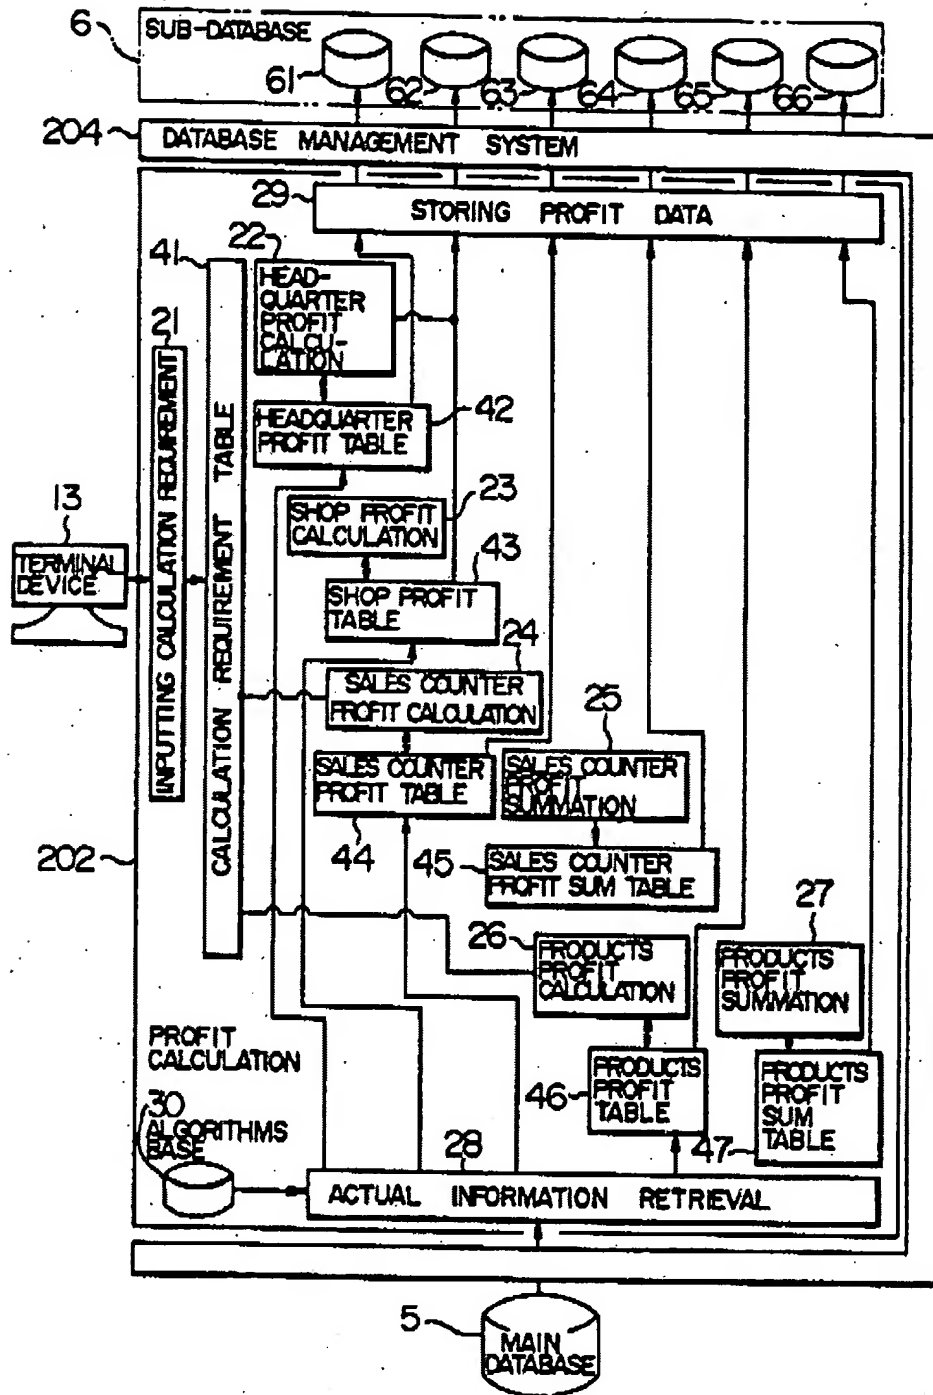 6
SUB-DATABASE
61
62
63
64
65
66
204
DATABASE MANAGEMENT SYSTEM
29
STORING PROFIT DATA
41
22
HEAD-
QUARTER
PROFIT
CALCU-
LATION
21
INPUTTING CALCULATION REQUIREMENT
CALCULATION REQUIREMENT TABLE
HEADQUARTER
PROFIT TABLE
42
13
TERMINAL
DEVICE
SHOP PROFIT
CALCULATION
23
SHOP PROFIT
TABLE
43
SALES COUNTER
PROFIT CALCULATION
24
SALES COUNTER
PROFIT TABLE
44
25
SALES COUNTER
PROFIT
SUMMATION
202
45
SALES COUNTER
PROFIT SUM TABLE
26
PRODUCTS
PROFIT
CALCULATION
27
PRODUCTS
PROFIT
SUMMATION
PROFIT
CALCULATION
46
PRODUCTS
PROFIT
TABLE
47
PRODUCTS
PROFIT
SUM
TABLE
30
ALGORITHMS
BASE
28
ACTUAL INFORMATION RETRIEVAL
5
MAIN
DATABASE